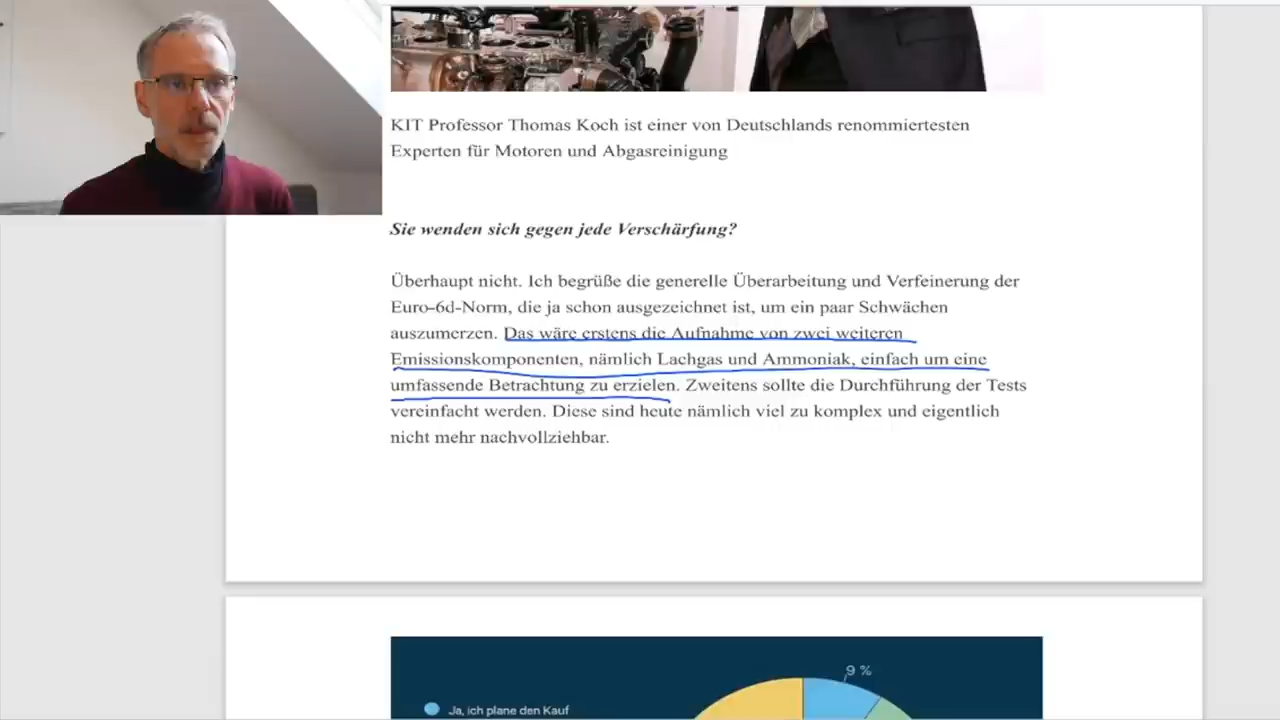 KIT Professor Thomas Koch ist einer von Deutschlands renommiertesten
Experten für Motoren und Abgasreinigung
Sie wenden sich gegen jede Verschärfung?
Überhaupt nicht. Ich begrüße die generelle Überarbeitung und Verfeinerung der
Euro-6d-Norm, die ja schon ausgezeichnet ist, um ein paar Schwächen
auszumerzen. Das wäre erstens die Aufnahme von zwei weiteren
Emissionskomponenten, nämlich Lachgas und Ammoniak, einfach um eine
umfassende Betrachtung zu erzielen. Zweitens sollte die Durchführung der Tests
vereinfacht werden. Diese sind heute nämlich viel zu komplex und eigentlich
nicht mehr nachvollziehbar.
9 %
Ja, ich plane den Kauf